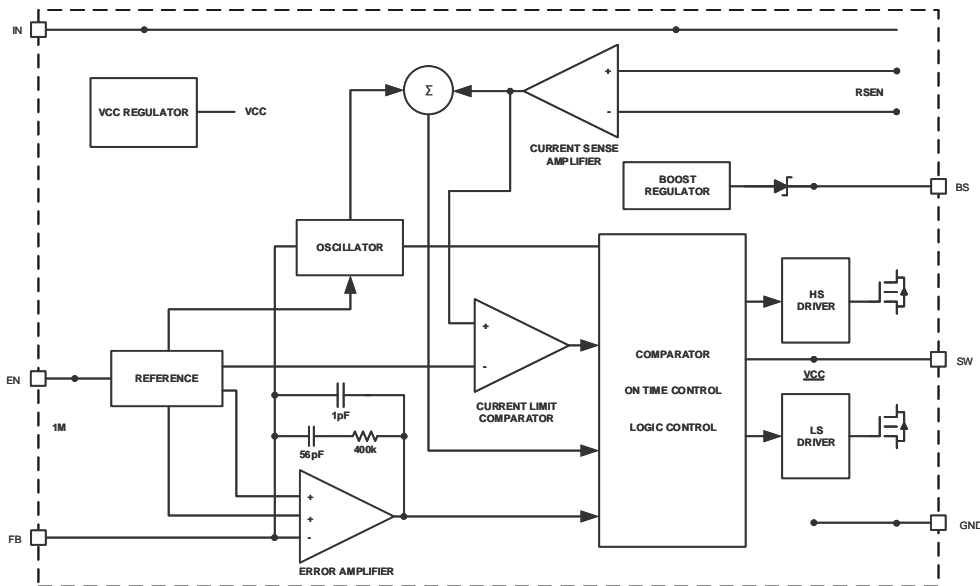 IN
+
Σ
RSEN
VCC REGULATOR
VCC
-
CURRENT SENSE
AMPLIFIER
BOOST
REGULATOR
BS
OSCILLATOR
HS
DRIVER
+
COMPARATOR
ON TIME CONTROL
LOGIC CONTROL
SW
-
VCC
EN
REFERENCE
CURRENT LIMIT
COMPARATOR
1pF
1M
56pF
400k
LS
DRIVER
+
+
-
FB
GND
ERROR AMPLIFIER